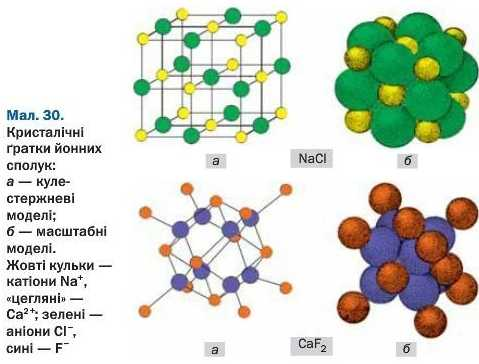 Мал. 30.
Кристалічні
ґратки йонних
сполук:
а — куле-
стержневі
моделі;
б — масштабні
моделі.
Жовті кульки —
катіони Na⁺,
«цегляні» —
Ca²⁺; зелені —
аніони Cl⁻,
сині — F⁻
а
NaCl
б
а
CaF₂
б